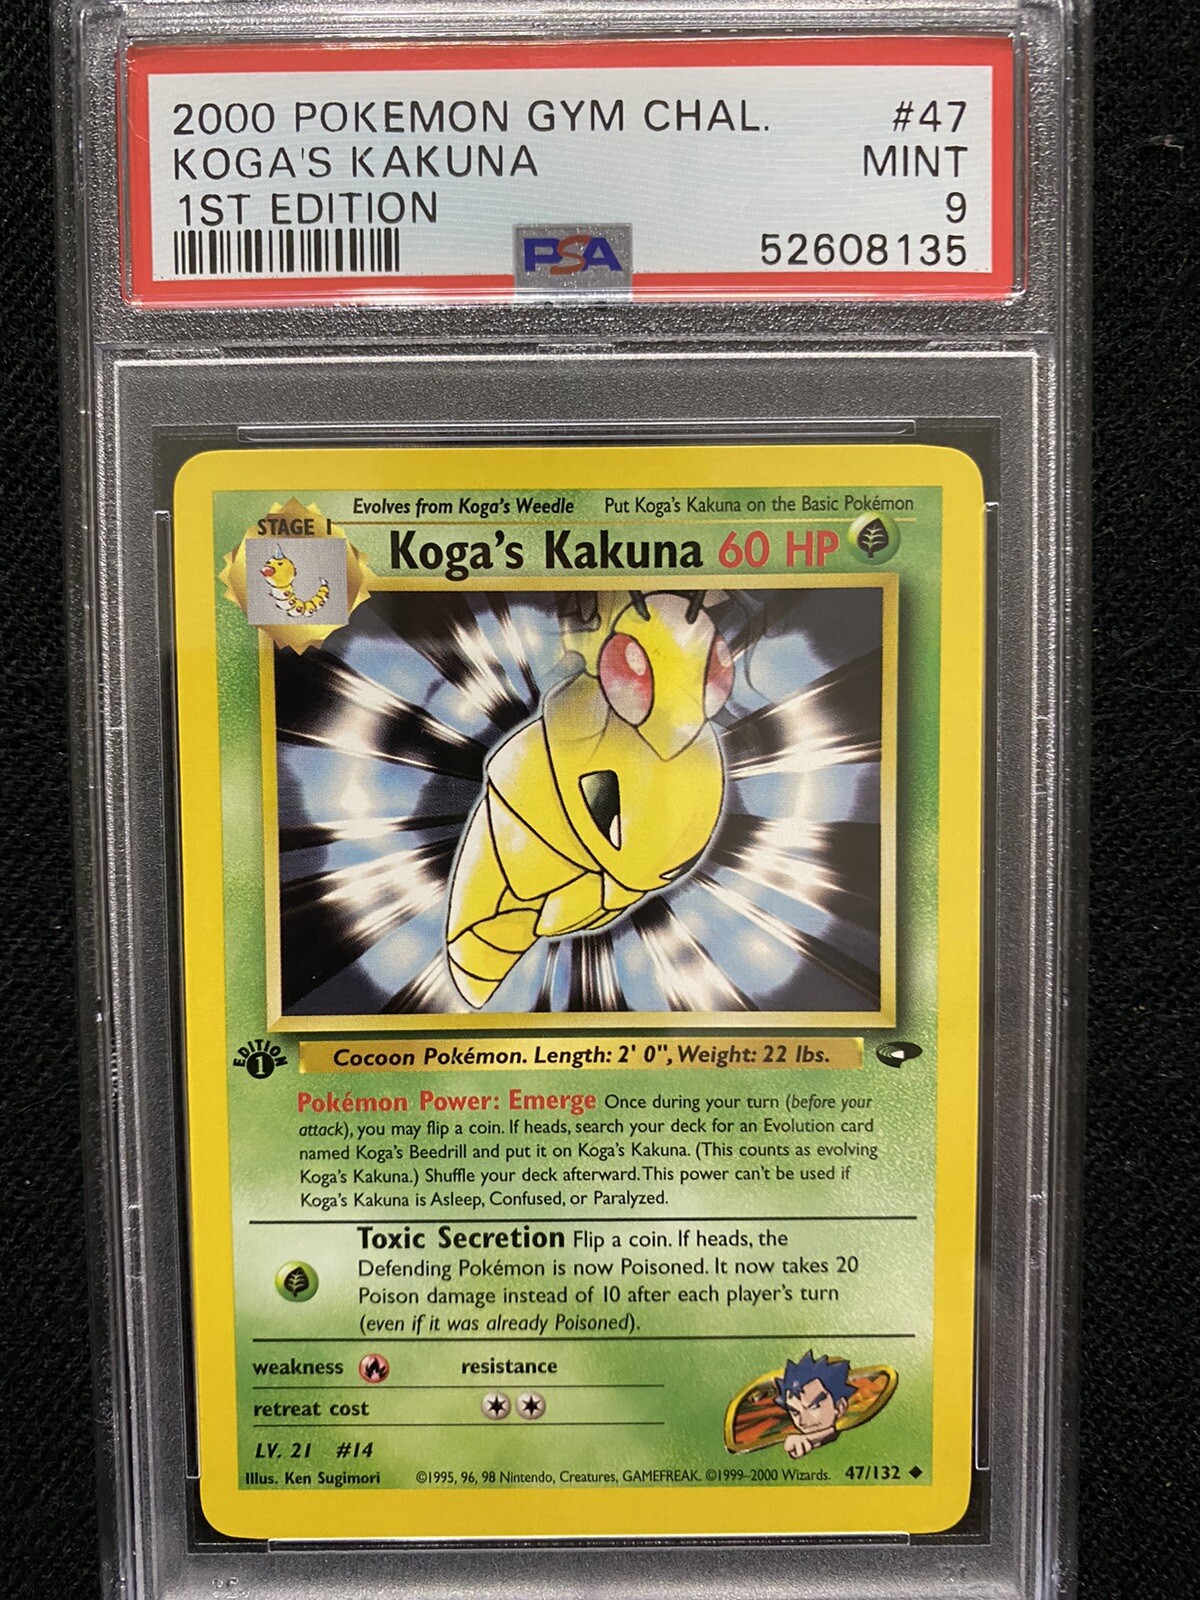 2000 POKEMON GYM CHAL. #47
KOGA'S KAKUNA MINT
1ST EDITION 9
PSA 52608135
Evolves from Koga's Weedle Put Koga's Kakuna on the Basic Pokémon
STAGE 1
Koga's Kakuna 60 HP
EDITION 1
Cocoon Pokémon. Length: 2' 0", Weight: 22 lbs.
Pokémon Power: Emerge Once during your turn (before your
attack), you may flip a coin. If heads, search your deck for an Evolution card
named Koga's Beedrill and put it on Koga's Kakuna. (This counts as evolving
Koga's Kakuna.) Shuffle your deck afterward. This power can't be used if
Koga's Kakuna is Asleep, Confused, or Paralyzed.
Toxic Secretion Flip a coin. If heads, the
Defending Pokémon is now Poisoned. It now takes 20
Poison damage instead of 10 after each player's turn
(even if it was already Poisoned).
weakness resistance
retreat cost
LV. 21 #14
Illus. Ken Sugimori ©1995, 96, 98 Nintendo, Creatures, GAMEFREAK. ©1999–2000 Wizards. 47/132